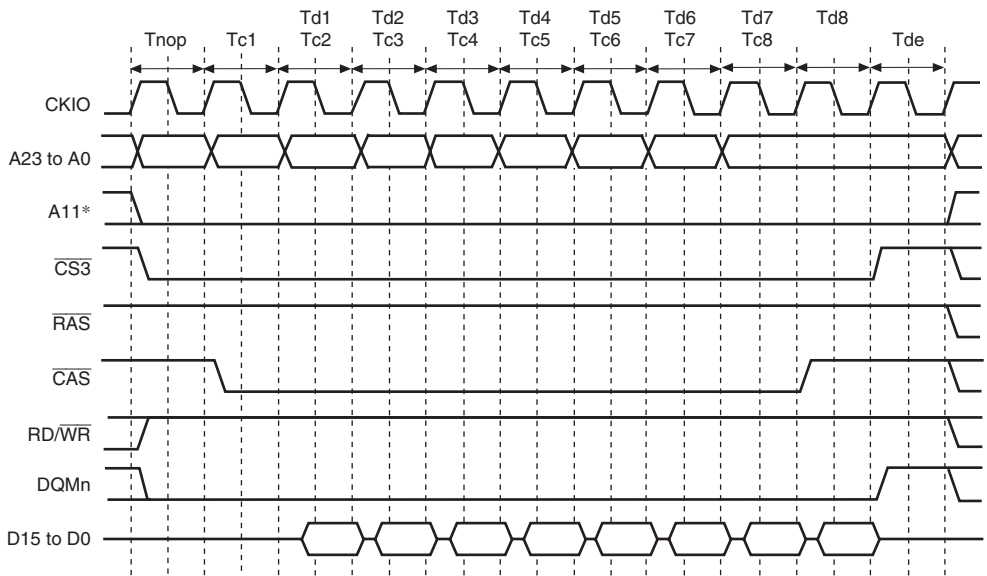 Td1 Td2 Td3 Td4 Td5 Td6 Td7 Td8
Tnop Tc1 Tc2 Tc3 Tc4 Tc5 Tc6 Tc7 Tc8 Tde
CKIO
A23 to A0
A11*
CS3
RAS
CAS
RD/WR
DQMn
D15 to D0